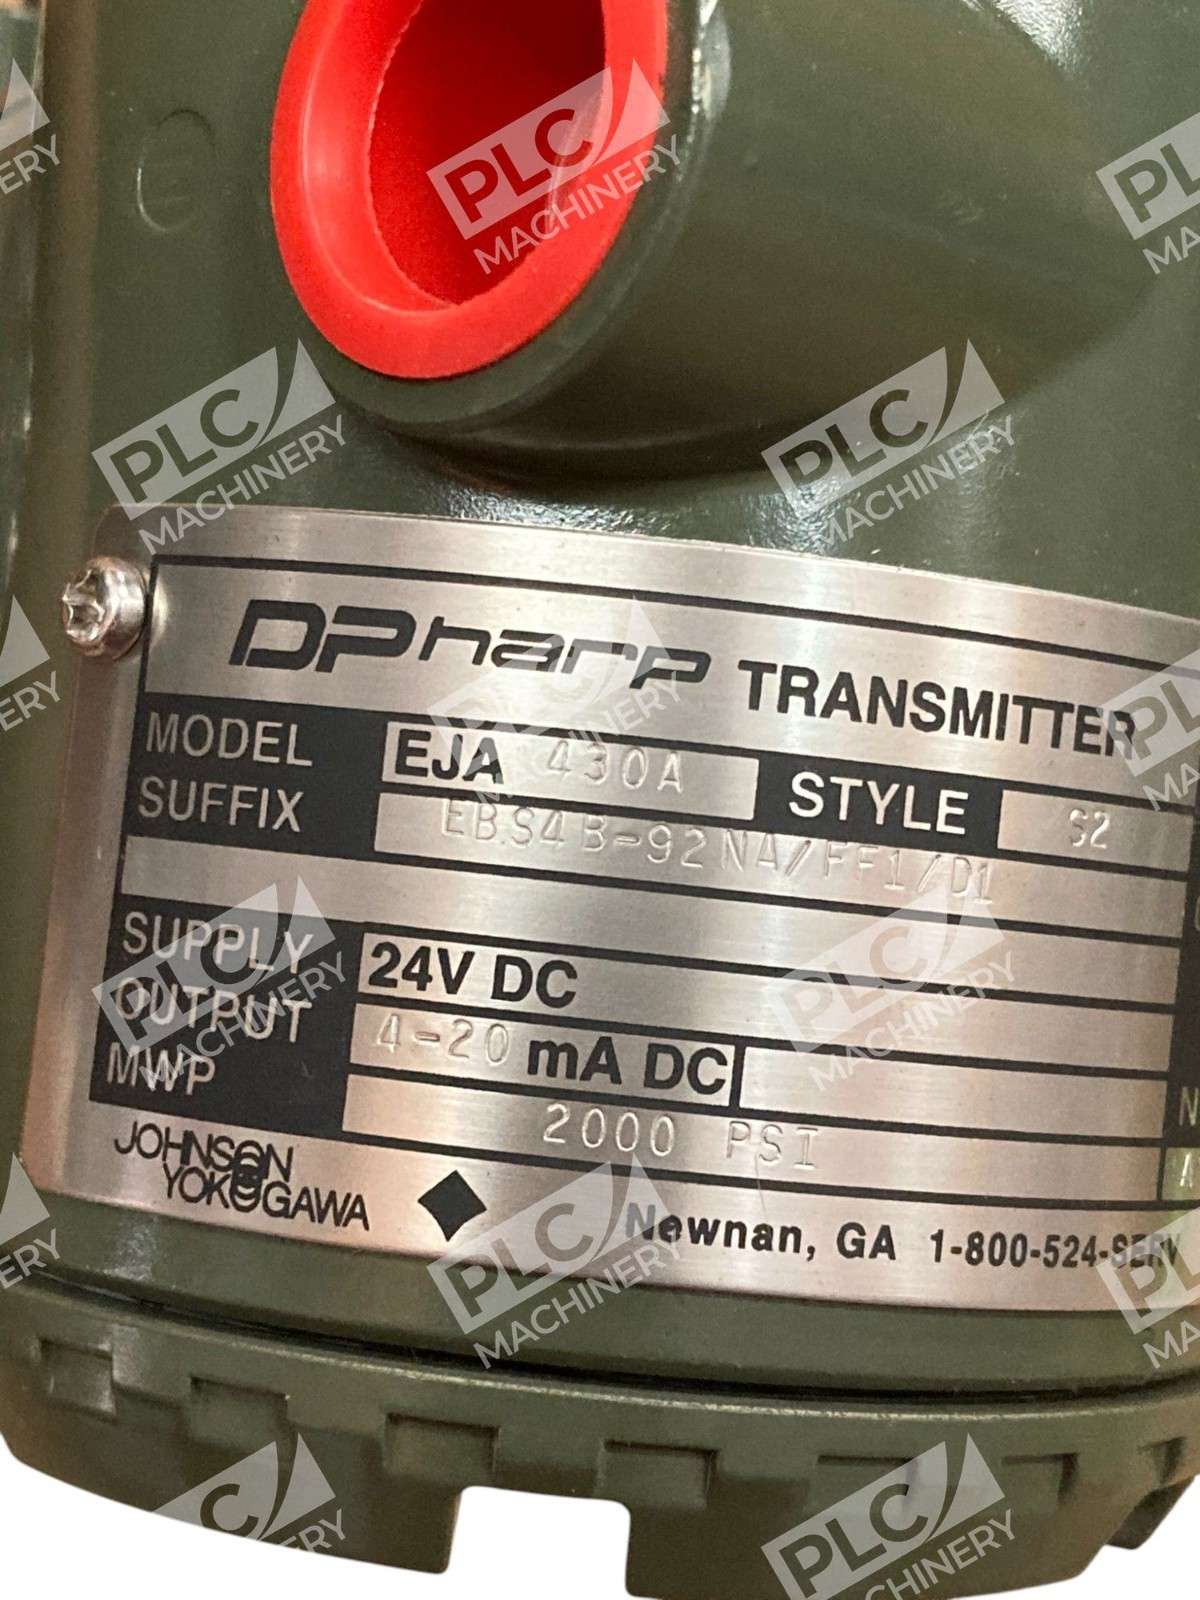 DPharp TRANSMITTER
MODEL EJA 430A STYLE S2
SUFFIX EBS4B-92NA/FF1/D1
SUPPLY 24V DC
OUTPUT 4-20 mA DC
MWP 2000 PSI
N
A
JOHNSON
YOKOGAWA
Newnan, GA 1-800-524-SERV
PLC
MACHINERY